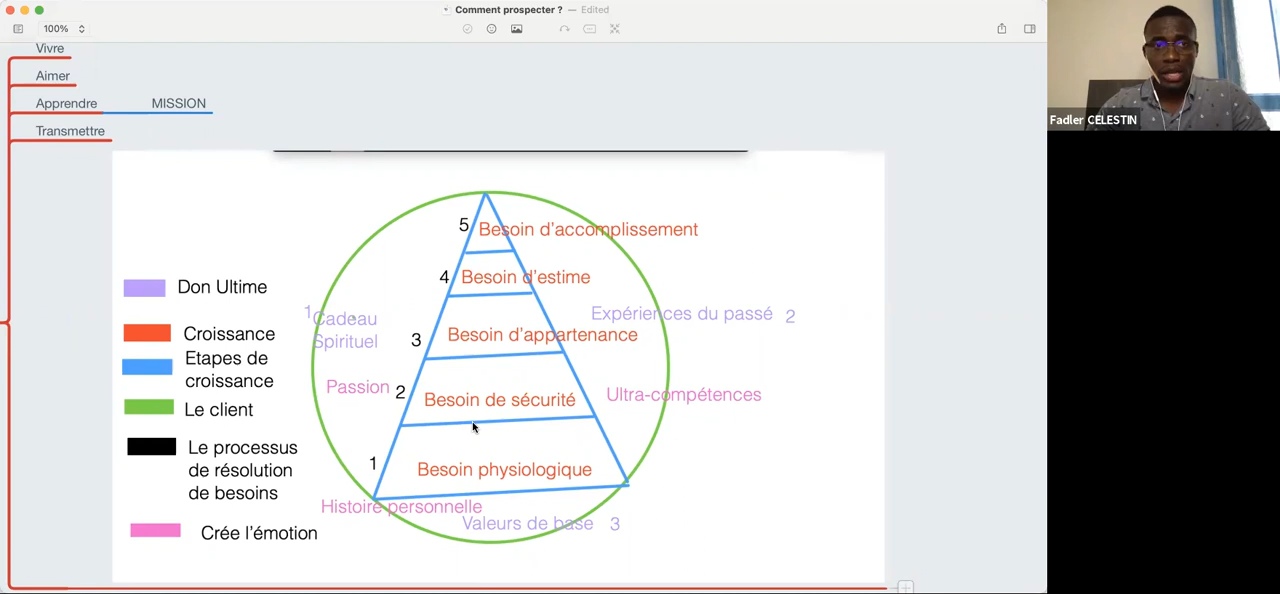 Comment prospecter ? — Edited
100%
Vivre
Aimer
Apprendre
MISSION
Transmettre
Fadler CELESTIN
5 Besoin d'accomplissement
4 Besoin d'estime
3 Besoin d'appartenance
2 Besoin de sécurité
1 Besoin physiologique
Don Ultime
Croissance
Etapes de
croissance
Le client
Le processus
de résolution
de besoins
Crée l'émotion
1 Cadeau
Spirituel
Expériences du passé 2
Passion
Ultra-compétences
Histoire personnelle
Valeurs de base 3